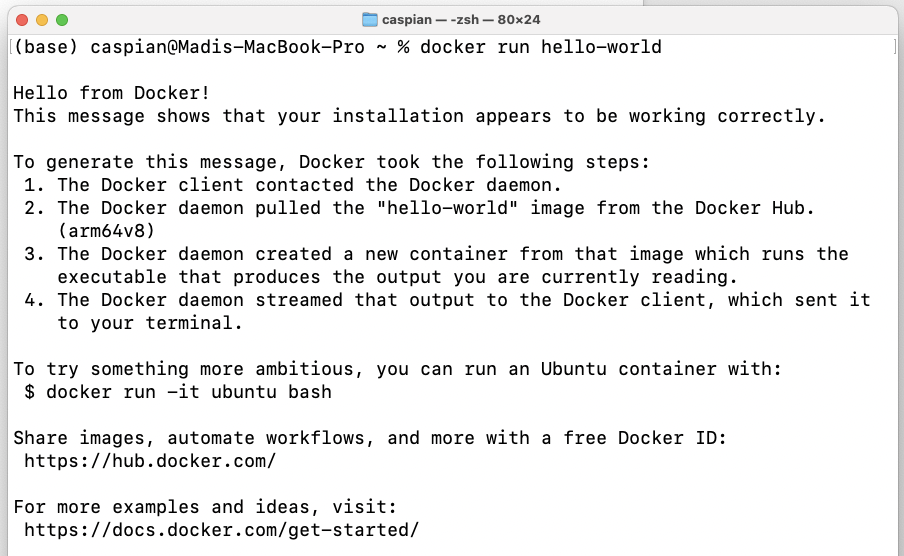 caspian — -zsh — 80×24
(base) caspian@Madis-MacBook-Pro ~ % docker run hello-world
Hello from Docker!
This message shows that your installation appears to be working correctly.
To generate this message, Docker took the following steps:
1. The Docker client contacted the Docker daemon.
2. The Docker daemon pulled the "hello-world" image from the Docker Hub.
(arm64v8)
3. The Docker daemon created a new container from that image which runs the
executable that produces the output you are currently reading.
4. The Docker daemon streamed that output to the Docker client, which sent it
to your terminal.
To try something more ambitious, you can run an Ubuntu container with:
$ docker run -it ubuntu bash
Share images, automate workflows, and more with a free Docker ID:
https://hub.docker.com/
For more examples and ideas, visit:
https://docs.docker.com/get-started/